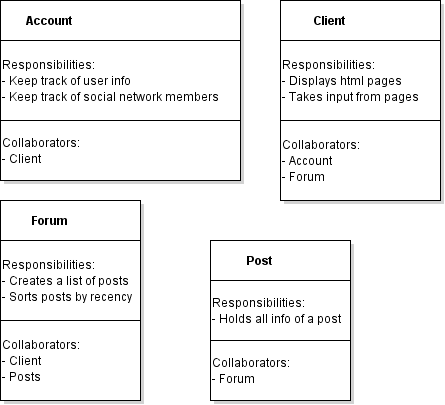 Account
Responsibilities:
- Keep track of user info
- Keep track of social network members
Collaborators:
- Client
Client
Responsibilities:
- Displays html pages
- Takes input from pages
Collaborators:
- Account
- Forum
Forum
Responsibilities:
- Creates a list of posts
- Sorts posts by recency
Collaborators:
- Client
- Posts
Post
Responsibilities:
- Holds all info of a post
Collaborators:
- Forum